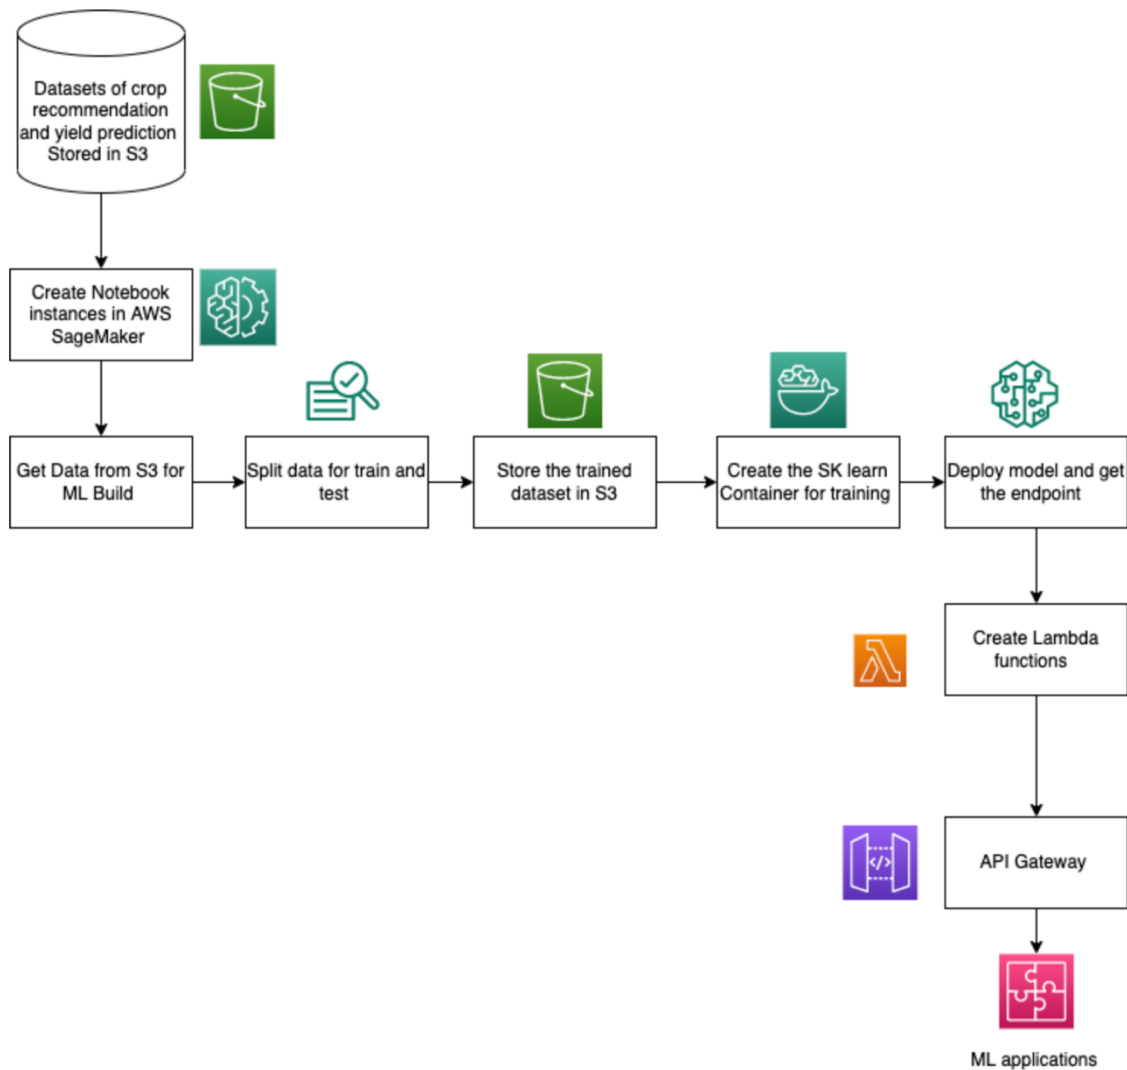 Datasets of crop
recommendation
and yield prediction
Stored in S3
Create Notebook
instances in AWS
SageMaker
Get Data from S3 for
ML Build
Split data for train and
test
Store the trained
dataset in S3
Create the SK learn
Container for training
Deploy model and get
the endpoint
Create Lambda
functions
</>
API Gateway
ML applications